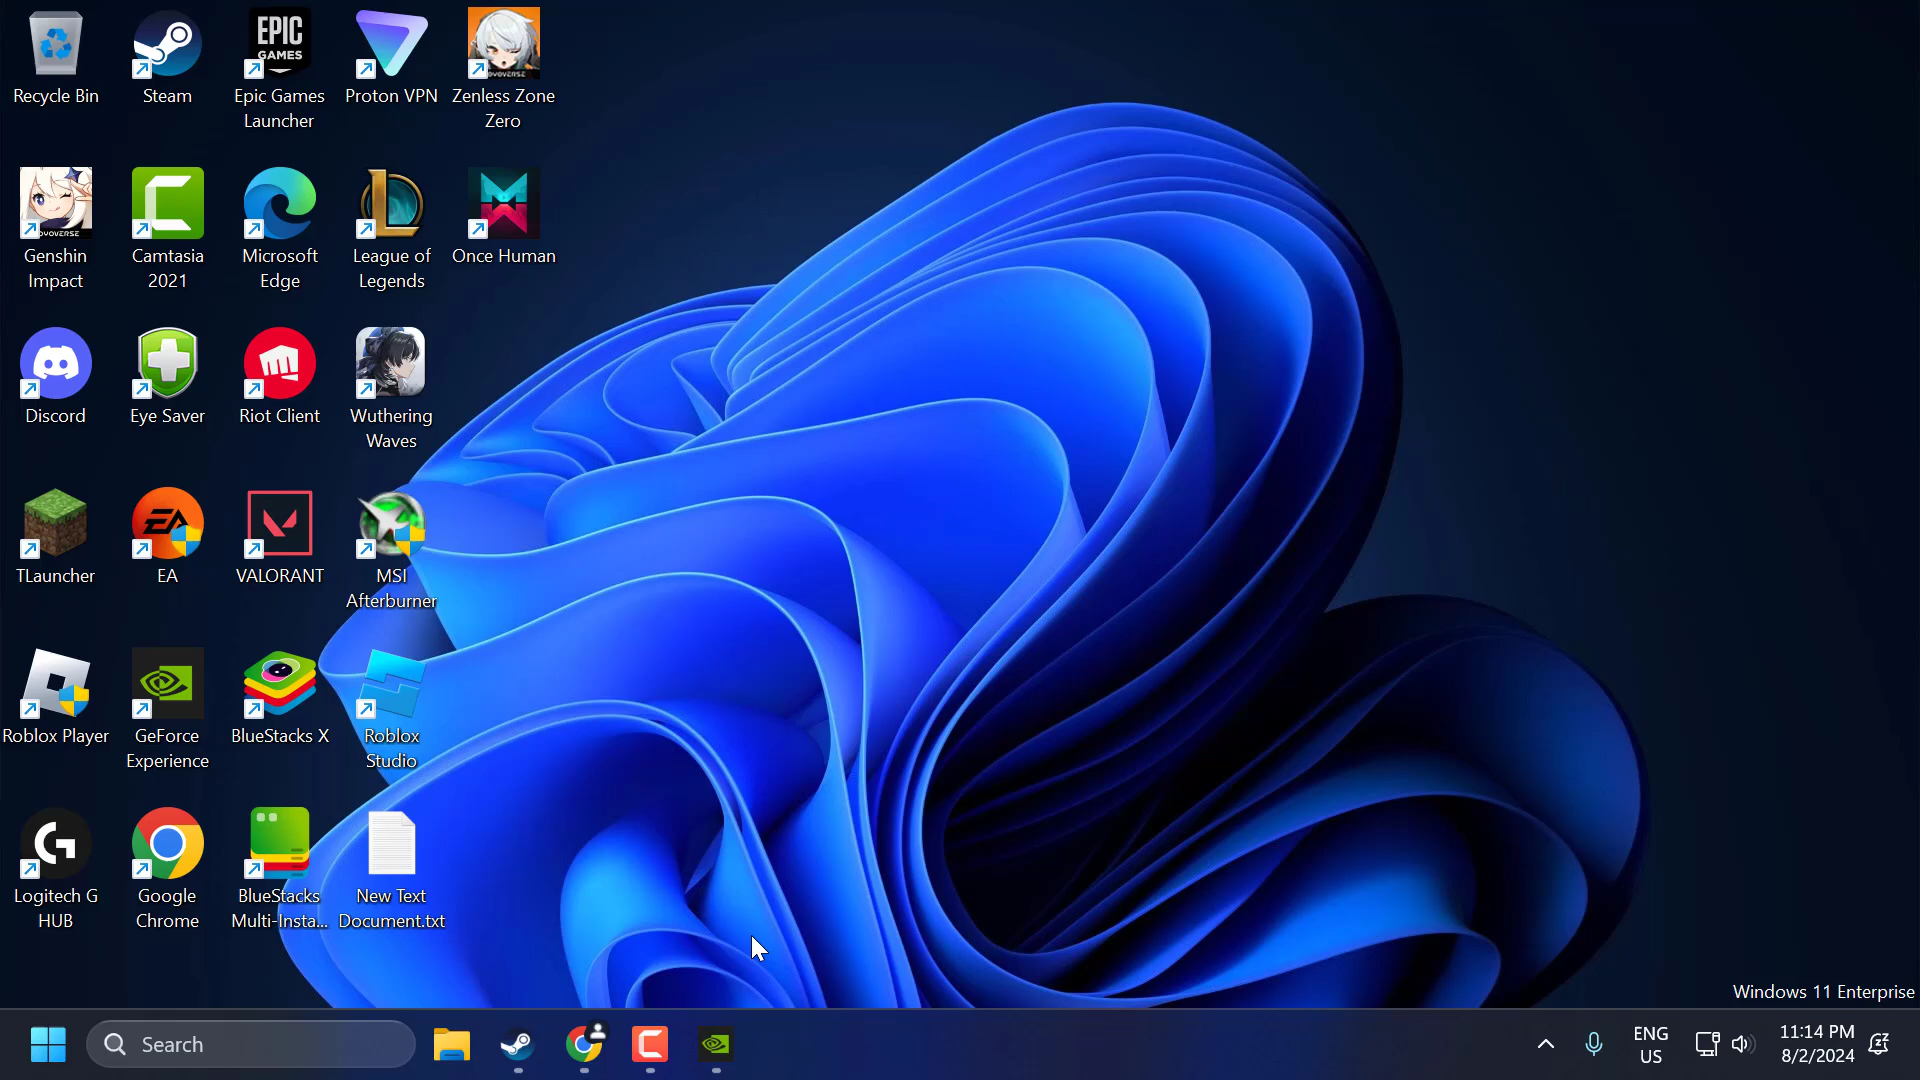 Recycle Bin
Steam
EPIC
GAMES
Epic Games
Launcher
Proton VPN
Zenless Zone
Zero
Genshin
Impact
Camtasia
2021
Microsoft
Edge
League of
Legends
Once Human
Discord
Eye Saver
Riot Client
Wuthering
Waves
TLauncher
EA
EA
VALORANT
MSI
Afterburner
Roblox Player
GeForce
Experience
BlueStacks X
Roblox
Studio
Logitech G
HUB
Google
Chrome
BlueStacks
Multi-Insta...
New Text
Document.txt
Windows 11 Enterprise
Search
ENG
US
11:14 PM
8/2/2024